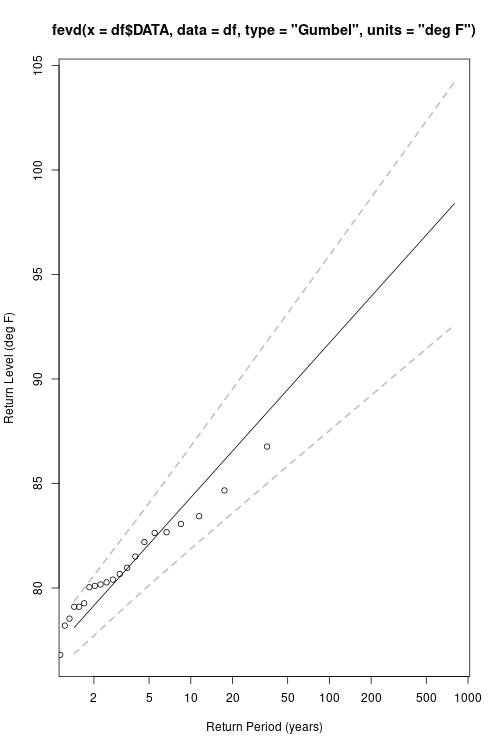 fevd(x = df$DATA, data = df, type = "Gumbel", units = "deg F")
105
100
95
90
85
80
Return Level (deg F)
2 5 10 20 50 100 200 500 1000
Return Period (years)